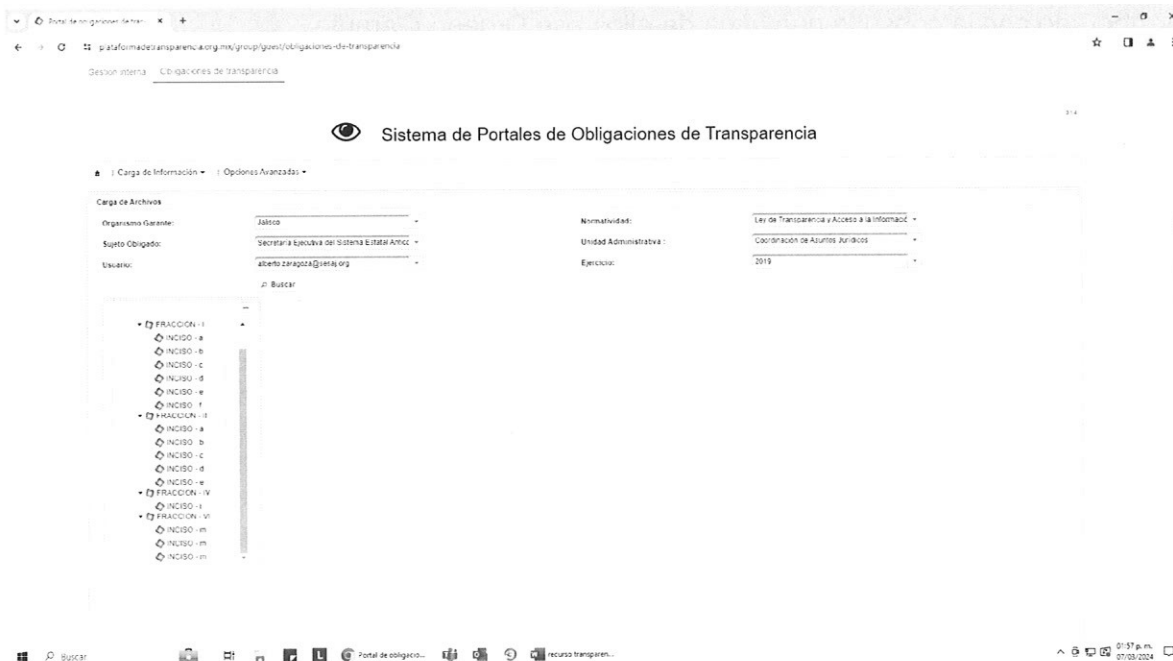 Portal de obligaciones de tran
plataformadetransparencia.org.mx/group/guest/obligaciones-de-transparencia
Gestión interna Obligaciones de transparencia
Sistema de Portales de Obligaciones de Transparencia
Carga de Información Opciones Avanzadas
Carga de Archivos
Organismo Garante: Jalisco Normatividad: Ley de Transparencia y Acceso a la Informació
Sujeto Obligado: Secretaría Ejecutiva del Sistema Estatal Antico Unidad Administrativa : Coordinación de Asuntos Jurídicos
Usuario: alberto.zaragoza@sesaj.org Ejercicio: 2019
Buscar
FRACCION - I
INCISO - a
INCISO - b
INCISO - c
INCISO - d
INCISO - e
INCISO - f
FRACCION - II
INCISO - a
INCISO - b
INCISO - c
INCISO - d
INCISO - e
FRACCION - IV
INCISO - i
FRACCION - VI
INCISO - m
INCISO - m
INCISO - m
Buscar L Portal de obligacio... recurso transparen... 01:57 p. m.
07/03/2024